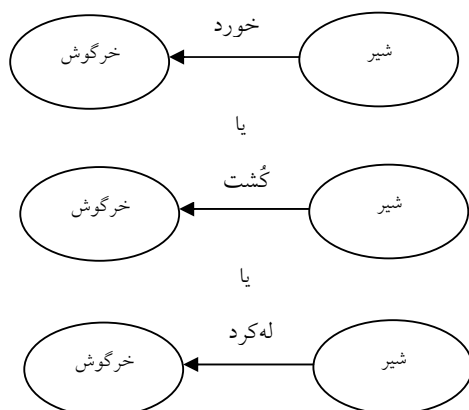 شیر خورد خرگوش
یا
شیر کُشت خرگوش
یا
شیر له‌کرد خرگوش